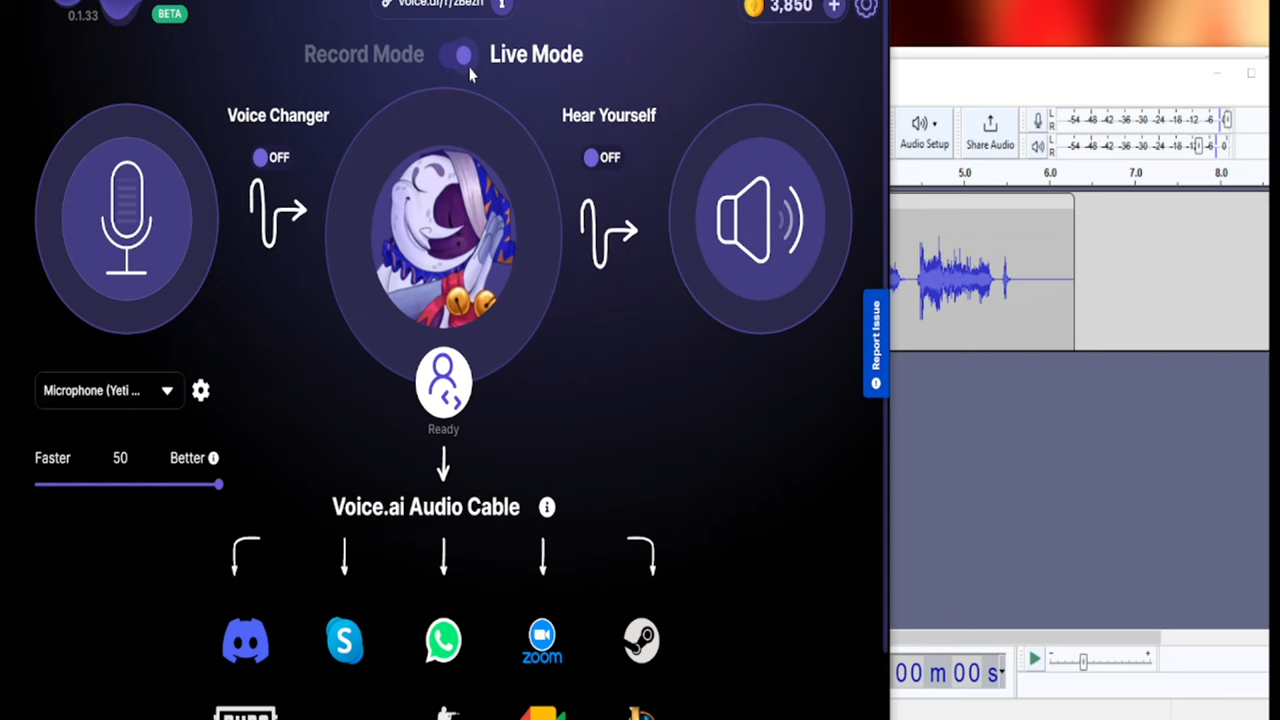 0.1.33
BETA
voice.ai/r/zbezh
3,850
Record Mode
Live Mode
Voice Changer
OFF
Hear Yourself
OFF
Microphone (Yeti ...
Faster
50
Better
Ready
Voice.ai Audio Cable
S
zoom
Report Issue
Audio Setup
Share Audio
L
R
-54 -48 -42 -36 -30 -24 -18 -12 -6
L
R
-54 -48 -42 -36 -30 -24 -18 -6 0
5.0
6.0
7.0
8.0
00 m 00 s